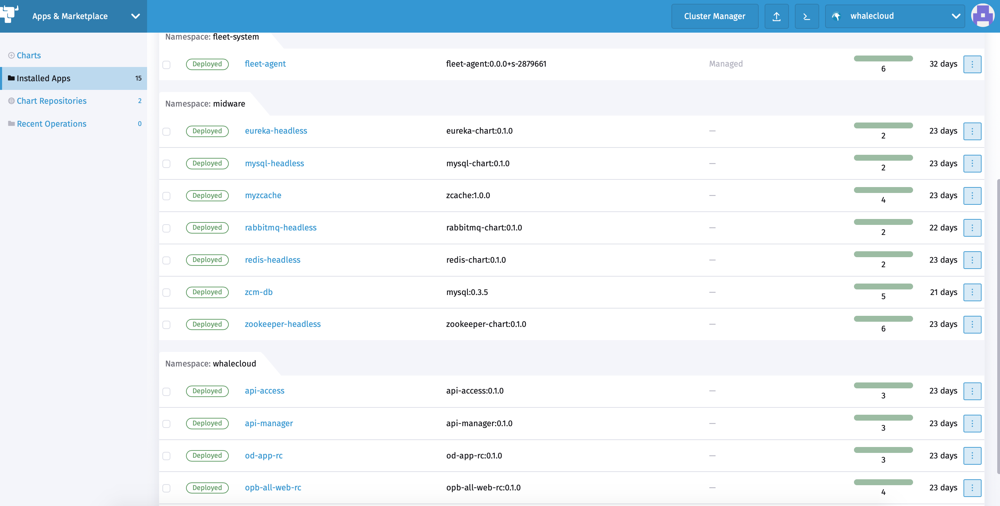 Apps & Marketplace
Cluster Manager
whalecloud
Charts
Installed Apps 15
Chart Repositories 2
Recent Operations 0
Namespace: fleet-system
Deployed fleet-agent fleet-agent:0.0.0+s-2879661 Managed 6 32 days
Namespace: midware
Deployed eureka-headless eureka-chart:0.1.0 — 2 23 days
Deployed mysql-headless mysql-chart:0.1.0 — 2 23 days
Deployed myzcache zcache:1.0.0 — 4 23 days
Deployed rabbitmq-headless rabbitmq-chart:0.1.0 — 2 22 days
Deployed redis-headless redis-chart:0.1.0 — 2 23 days
Deployed zcm-db mysql:0.3.5 — 5 21 days
Deployed zookeeper-headless zookeeper-chart:0.1.0 — 6 23 days
Namespace: whalecloud
Deployed api-access api-access:0.1.0 — 3 23 days
Deployed api-manager api-manager:0.1.0 — 3 23 days
Deployed od-app-rc od-app-rc:0.1.0 — 3 23 days
Deployed opb-all-web-rc opb-all-web-rc:0.1.0 — 4 23 days